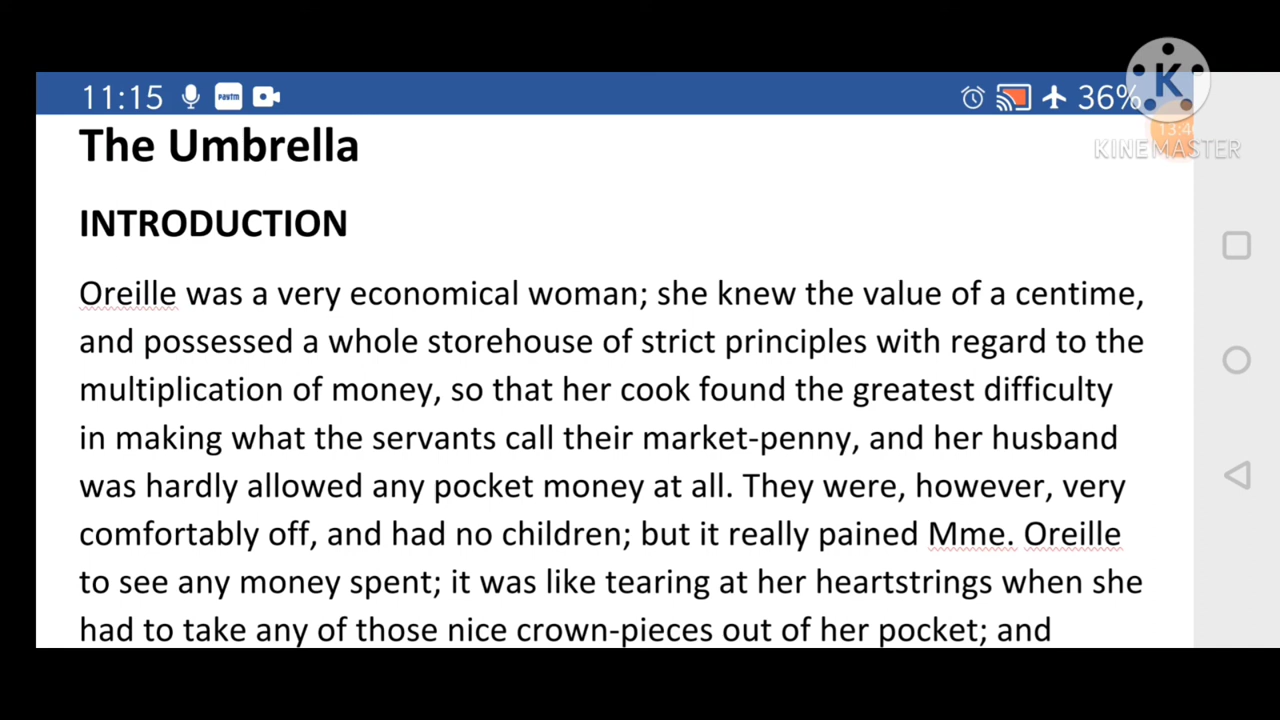 11:15 paytm 36%
K
13:4
KINEMASTER
The Umbrella
INTRODUCTION
Oreille was a very economical woman; she knew the value of a centime,
and possessed a whole storehouse of strict principles with regard to the
multiplication of money, so that her cook found the greatest difficulty
in making what the servants call their market-penny, and her husband
was hardly allowed any pocket money at all. They were, however, very
comfortably off, and had no children; but it really pained Mme. Oreille
to see any money spent; it was like tearing at her heartstrings when she
had to take any of those nice crown-pieces out of her pocket; and